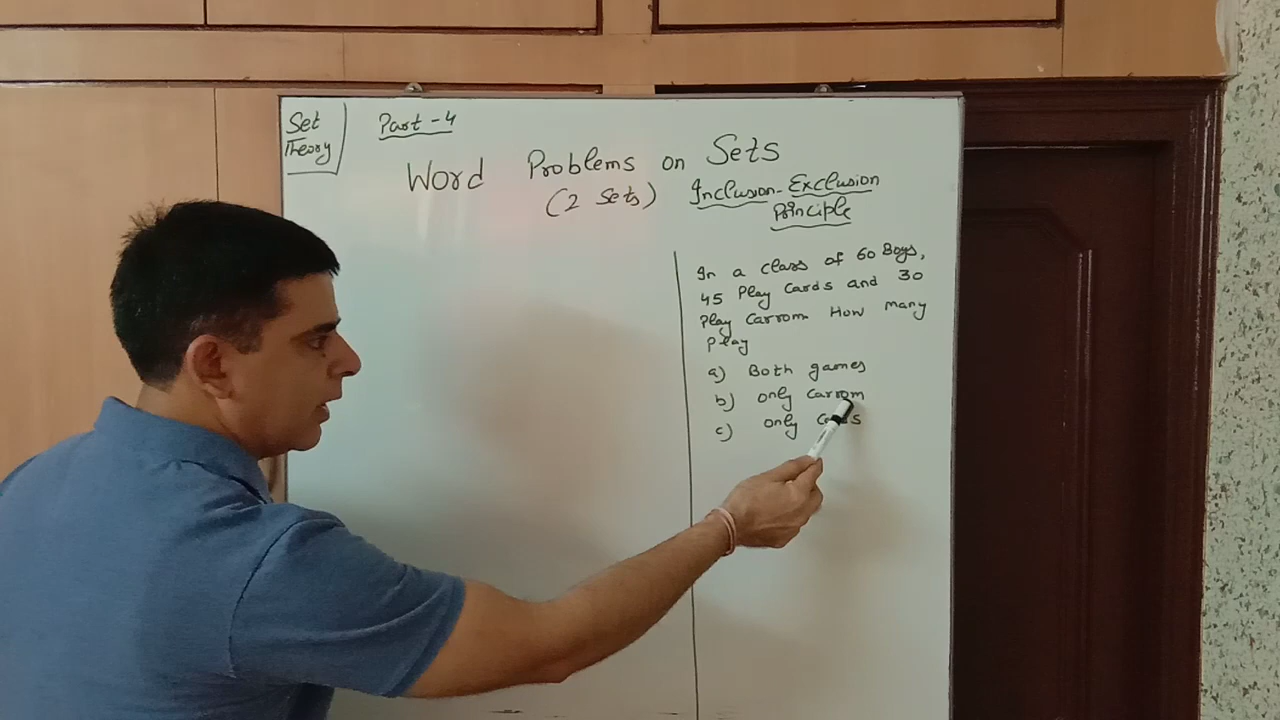 Set
Theory
Part - 4
Word Problems on Sets
(2 Sets) Inclusion-Exclusion
Principle
In a class of 60 Boys,
45 Play Cards and 30
Play Carrom. How many
Play
a) Both games
b) only Carrom
c) only Cards